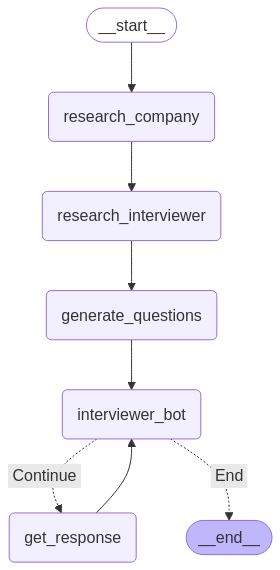 __start__
research_company
research_interviewer
generate_questions
interviewer_bot
Continue
End
get_response
__end__